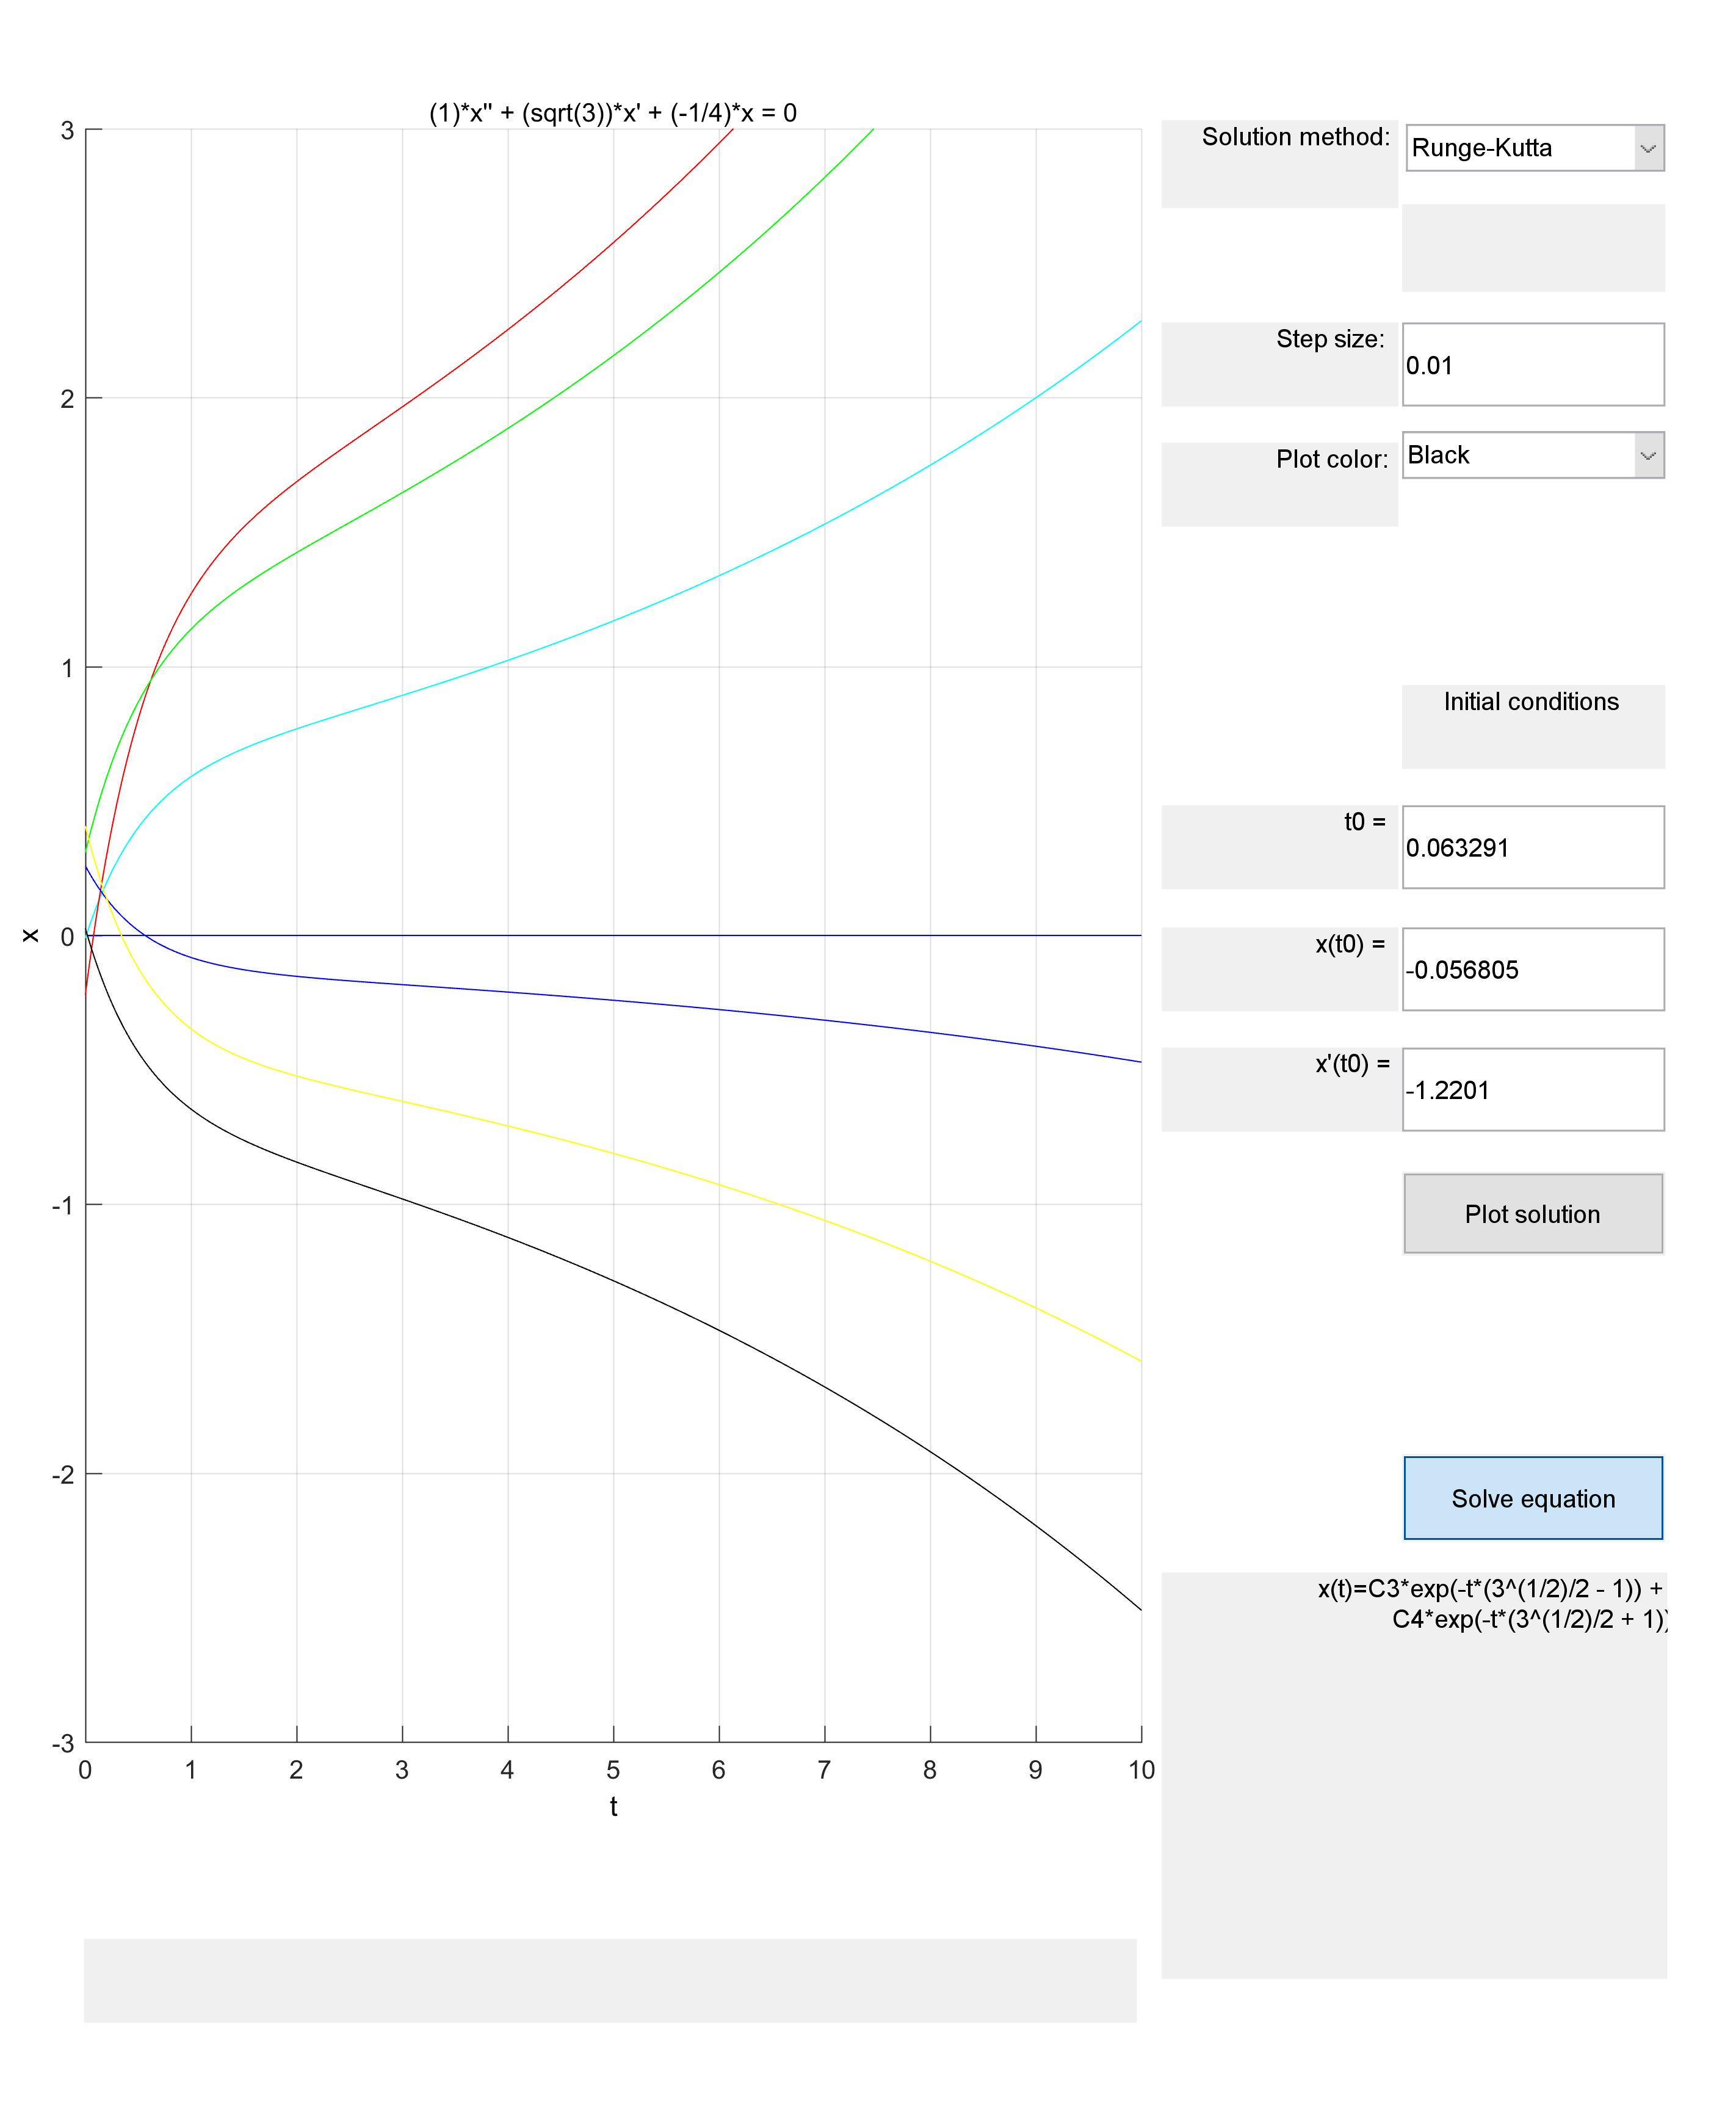 (1)*x'' + (sqrt(3))*x' + (-1/4)*x = 0
3
2
1
0
-1
-2
-3
x
0 1 2 3 4 5 6 7 8 9 10
t
Solution method: Runge-Kutta
Step size: 0.01
Plot color: Black
Initial conditions
t0 = 0.063291
x(t0) = -0.056805
x'(t0) = -1.2201
Plot solution
Solve equation
x(t)=C3*exp(-t*(3^(1/2)/2 - 1)) +
C4*exp(-t*(3^(1/2)/2 + 1))